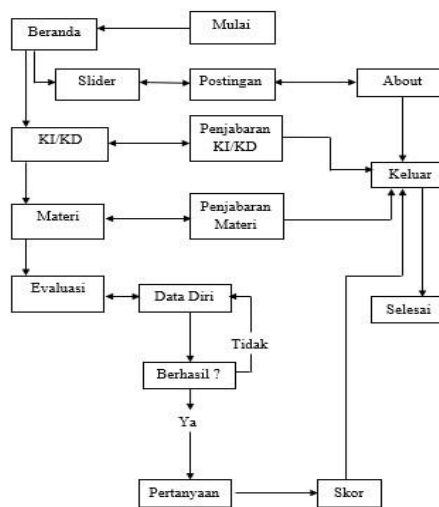 Mulai
Beranda
Slider
Postingan
About
KI/KD
Penjabaran
KI/KD
Keluar
Materi
Penjabaran
Materi
Evaluasi
Data Diri
Selesai
Tidak
Berhasil ?
Ya
Pertanyaan
Skor